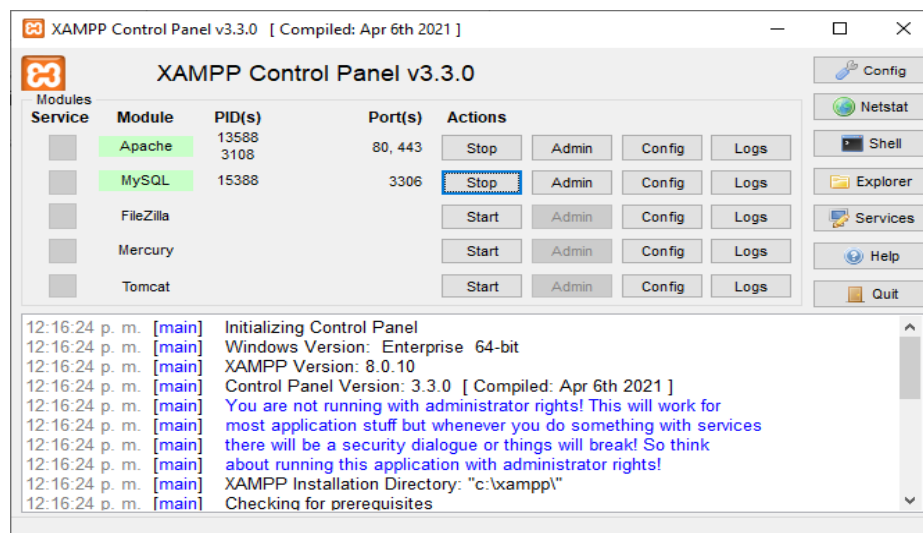 XAMPP Control Panel v3.3.0 [ Compiled: Apr 6th 2021 ]
XAMPP Control Panel v3.3.0
Config
Modules
Service Module PID(s) Port(s) Actions
Netstat
Apache 13588 3108 80, 443 Stop Admin Config Logs
Shell
MySQL 15388 3306 Stop Admin Config Logs
Explorer
FileZilla Start Admin Config Logs
Services
Mercury Start Admin Config Logs
Help
Tomcat Start Admin Config Logs
Quit
12:16:24 p. m. [main] Initializing Control Panel
12:16:24 p. m. [main] Windows Version: Enterprise 64-bit
12:16:24 p. m. [main] XAMPP Version: 8.0.10
12:16:24 p. m. [main] Control Panel Version: 3.3.0 [ Compiled: Apr 6th 2021 ]
12:16:24 p. m. [main] You are not running with administrator rights! This will work for
12:16:24 p. m. [main] most application stuff but whenever you do something with services
12:16:24 p. m. [main] there will be a security dialogue or things will break! So think
12:16:24 p. m. [main] about running this application with administrator rights!
12:16:24 p. m. [main] XAMPP Installation Directory: "c:\xampp\"
12:16:24 p. m. [main] Checking for prerequisites